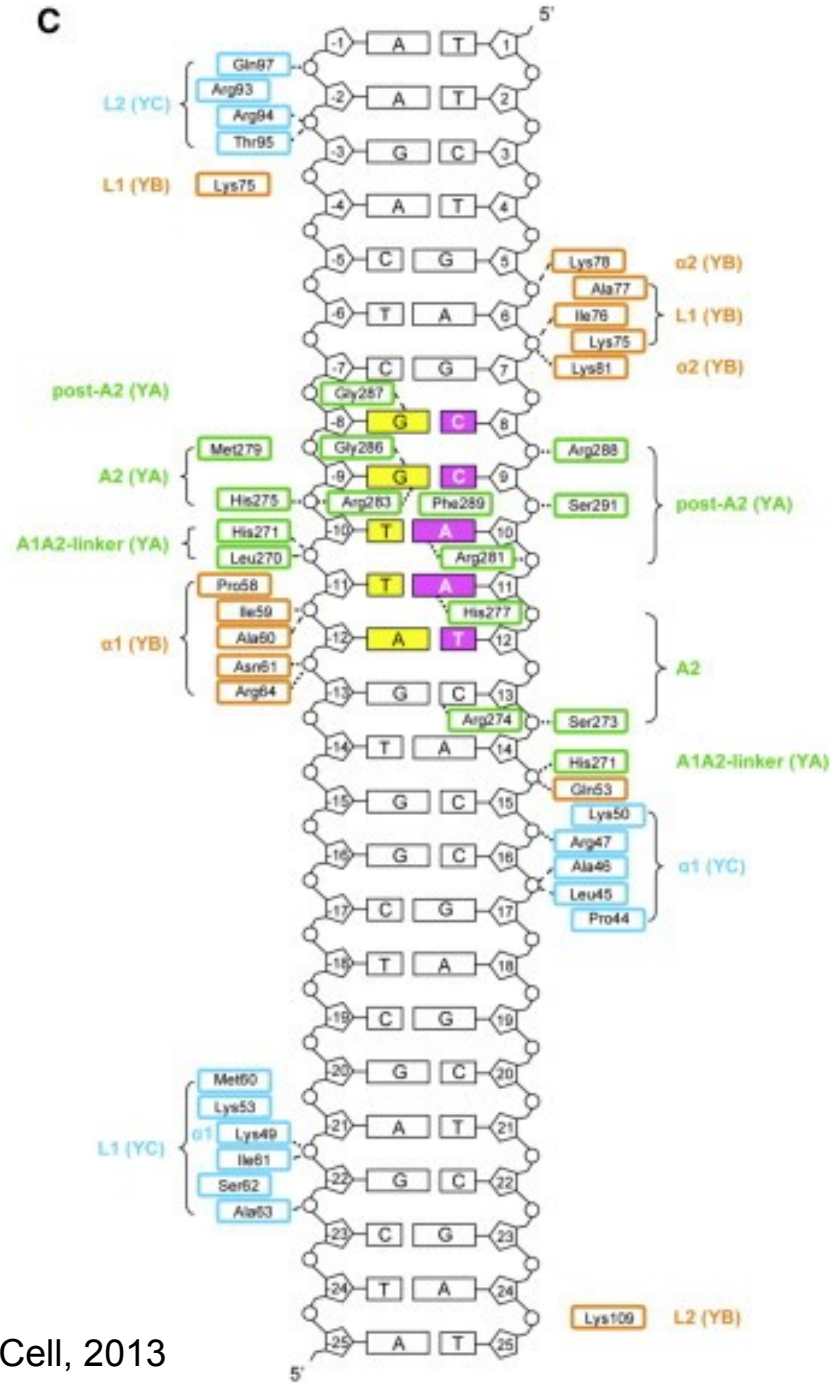 C
5'
-1 A T 1
Gln97
Arg93
L2 (YC)
-2 A T 2
Arg94
Thr95
-3 G C 3
L1 (YB) Lys75
-4 A T 4
-5 C G 5
Lys78 α2 (YB)
Ala77
-6 T A 6
Ile76 L1 (YB)
Lys75
-7 C G 7
Lys81 α2 (YB)
post-A2 (YA) Gly287
-8 G C 8
Met279 Gly286 Arg288
A2 (YA)
-9 G C 9
His275 Arg283 Phe289 Ser291 post-A2 (YA)
-10 T A 10
His271
A1A2-linker (YA)
Leu270 Arg281
-11 T A 11
Pro58
Ile59 His277
-12 A T 12
Ala60
α1 (YB)
Asn61
Arg64
A2
-13 G C 13
Arg274 Ser273
-14 T A 14
His271 A1A2-linker (YA)
Gln53
-15 G C 15
Lys50
Arg47
-16 G C 16
Ala46 α1 (YC)
Leu45
-17 C G 17
Pro44
-18 T A 18
-19 C G 19
-20 G C 20
Met60
Lys53
-21 A T 21
α1 Lys49
L1 (YC)
Ile61
-22 G C 22
Ser62
Ala63
-23 C G 23
-24 T A 24
Lys109 L2 (YB)
-25 A T 25
Cell, 2013
5'